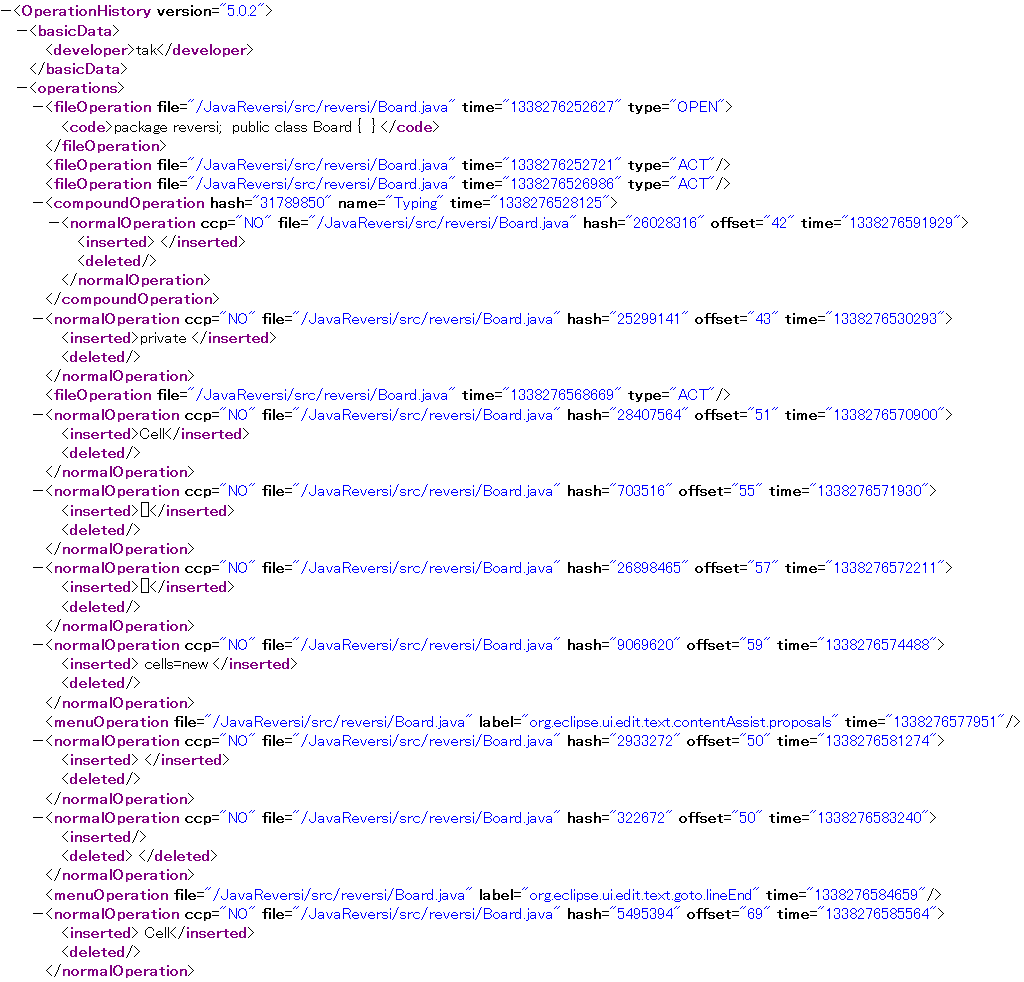 −<OperationHistory version="5.0.2">
−<basicData>
<developer>tak</developer>
</basicData>
−<operations>
−<fileOperation file="/JavaReversi/src/reversi/Board.java" time="1338276252627" type="OPEN">
<code>package reversi; public class Board { } </code>
</fileOperation>
<fileOperation file="/JavaReversi/src/reversi/Board.java" time="1338276252721" type="ACT"/>
<fileOperation file="/JavaReversi/src/reversi/Board.java" time="1338276526986" type="ACT"/>
−<compoundOperation hash="31789850" name="Typing" time="1338276528125">
−<normalOperation ccp="NO" file="/JavaReversi/src/reversi/Board.java" hash="26028316" offset="42" time="1338276591929">
<inserted> </inserted>
<deleted/>
</normalOperation>
</compoundOperation>
−<normalOperation ccp="NO" file="/JavaReversi/src/reversi/Board.java" hash="25299141" offset="43" time="1338276530293">
<inserted>private </inserted>
<deleted/>
</normalOperation>
<fileOperation file="/JavaReversi/src/reversi/Board.java" time="1338276568669" type="ACT"/>
−<normalOperation ccp="NO" file="/JavaReversi/src/reversi/Board.java" hash="28407564" offset="51" time="1338276570900">
<inserted>Cell</inserted>
<deleted/>
</normalOperation>
−<normalOperation ccp="NO" file="/JavaReversi/src/reversi/Board.java" hash="703516" offset="55" time="1338276571930">
<inserted>[]</inserted>
<deleted/>
</normalOperation>
−<normalOperation ccp="NO" file="/JavaReversi/src/reversi/Board.java" hash="26898465" offset="57" time="1338276572211">
<inserted>[]</inserted>
<deleted/>
</normalOperation>
−<normalOperation ccp="NO" file="/JavaReversi/src/reversi/Board.java" hash="9069620" offset="59" time="1338276574488">
<inserted> cells=new </inserted>
<deleted/>
</normalOperation>
<menuOperation file="/JavaReversi/src/reversi/Board.java" label="org.eclipse.ui.edit.text.contentAssist.proposals" time="1338276577951"/>
−<normalOperation ccp="NO" file="/JavaReversi/src/reversi/Board.java" hash="2933272" offset="50" time="1338276581274">
<inserted> </inserted>
<deleted/>
</normalOperation>
−<normalOperation ccp="NO" file="/JavaReversi/src/reversi/Board.java" hash="322672" offset="50" time="1338276583240">
<inserted/>
<deleted> </deleted>
</normalOperation>
<menuOperation file="/JavaReversi/src/reversi/Board.java" label="org.eclipse.ui.edit.text.goto.lineEnd" time="1338276584659"/>
−<normalOperation ccp="NO" file="/JavaReversi/src/reversi/Board.java" hash="5495394" offset="69" time="1338276585564">
<inserted> Cell</inserted>
<deleted/>
</normalOperation>